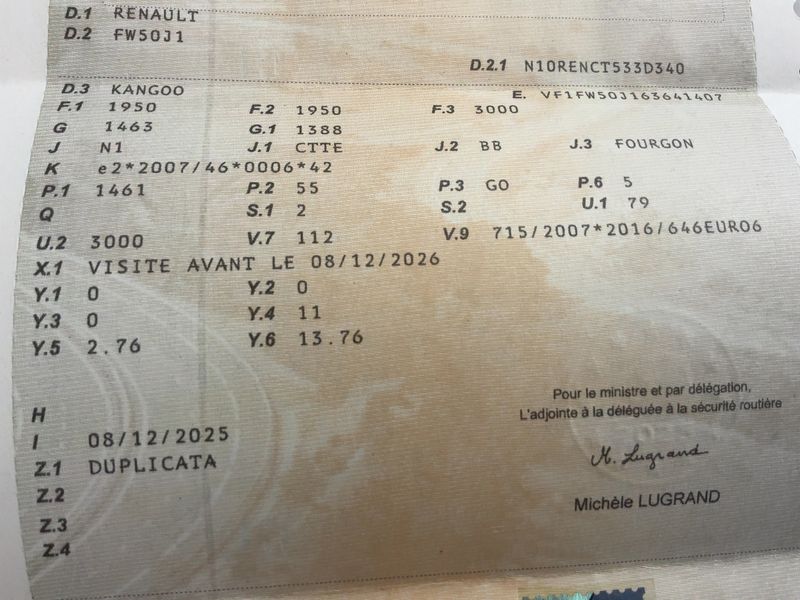 D.1 RENAULT
D.2 FW50J1
D.2.1 N10RENCT533D340
D.3 KANGOO
E. VF1FW50J163641407
F.1 1950 F.2 1950 F.3 3000
G 1463 G.1 1388
J N1 J.1 CTTE J.2 BB J.3 FOURGON
K e2*2007/46*0006*42
P.1 1461 P.2 55 P.3 GO P.6 5
Q S.1 2 S.2 U.1 79
U.2 3000 V.7 112 V.9 715/2007*2016/646EURO6
X.1 VISITE AVANT LE 08/12/2026
Y.1 0 Y.2 0
Y.3 0 Y.4 11
Y.5 2.76 Y.6 13.76
Pour le ministre et par délégation,
L'adjointe à la déléguée à la sécurité routière
H
I 08/12/2025
Z.1 DUPLICATA
M. Lugrand
Z.2
Michèle LUGRAND
Z.3
Z.4